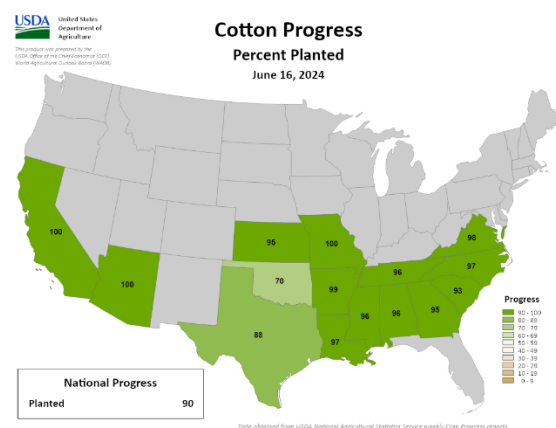 USDA
United States
Department of
Agriculture
This product was prepared by the
USDA Office of the Chief Economist (OCE)
World Agricultural Outlook Board (WAOB)
Cotton Progress
Percent Planted
June 16, 2024
100
95
100
98
100
70
96
97
99
93
96
96
95
88
97
Progress
90 - 100
80 - 89
70 - 79
60 - 69
50 - 59
40 - 49
30 - 39
20 - 29
10 - 19
0 - 9
National Progress
Planted 90
Data obtained from USDA National Agricultural Statistics Service weekly Crop Progress reports